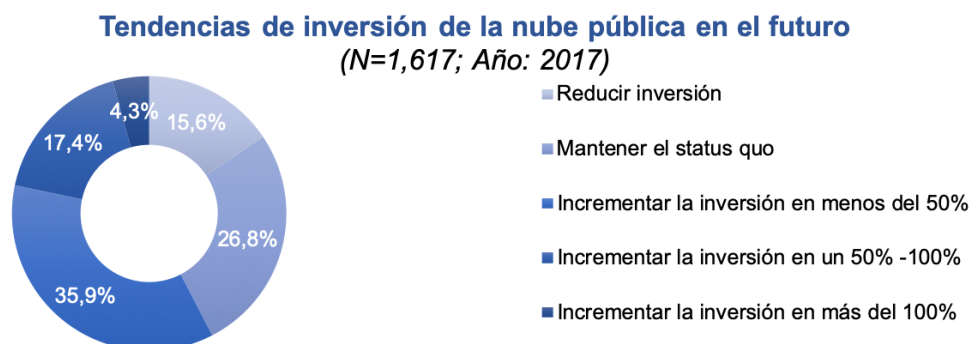 Tendencias de inversión de la nube pública en el futuro
(N=1,617; Año: 2017)
4,3%
15,6%
17,4%
26,8%
35,9%
Reducir inversión
Mantener el status quo
Incrementar la inversión en menos del 50%
Incrementar la inversión en un 50% -100%
Incrementar la inversión en más del 100%